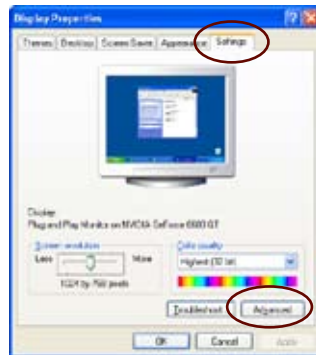 Display Properties
Themes Desktop Screen Saver Appearance Settings
Display:
Plug and Play Monitor on NVIDIA GeForce 6600 GT
Screen resolution
Less More
1024 by 768 pixels
Color quality
Highest (32 bit)
Troubleshoot... Advanced
OK Cancel Apply